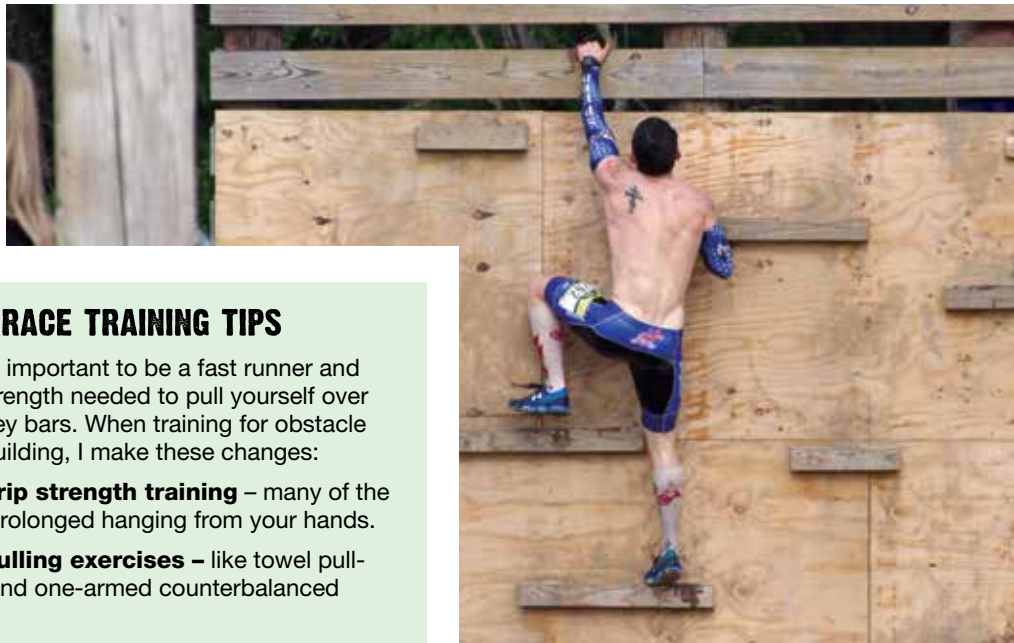 RACE TRAINING TIPS
important to be a fast runner and
rength needed to pull yourself over
ey bars. When training for obstacle
uilding, I make these changes:
rip strength training – many of the
rolonged hanging from your hands.
ulling exercises – like towel pull-
nd one-armed counterbalanced